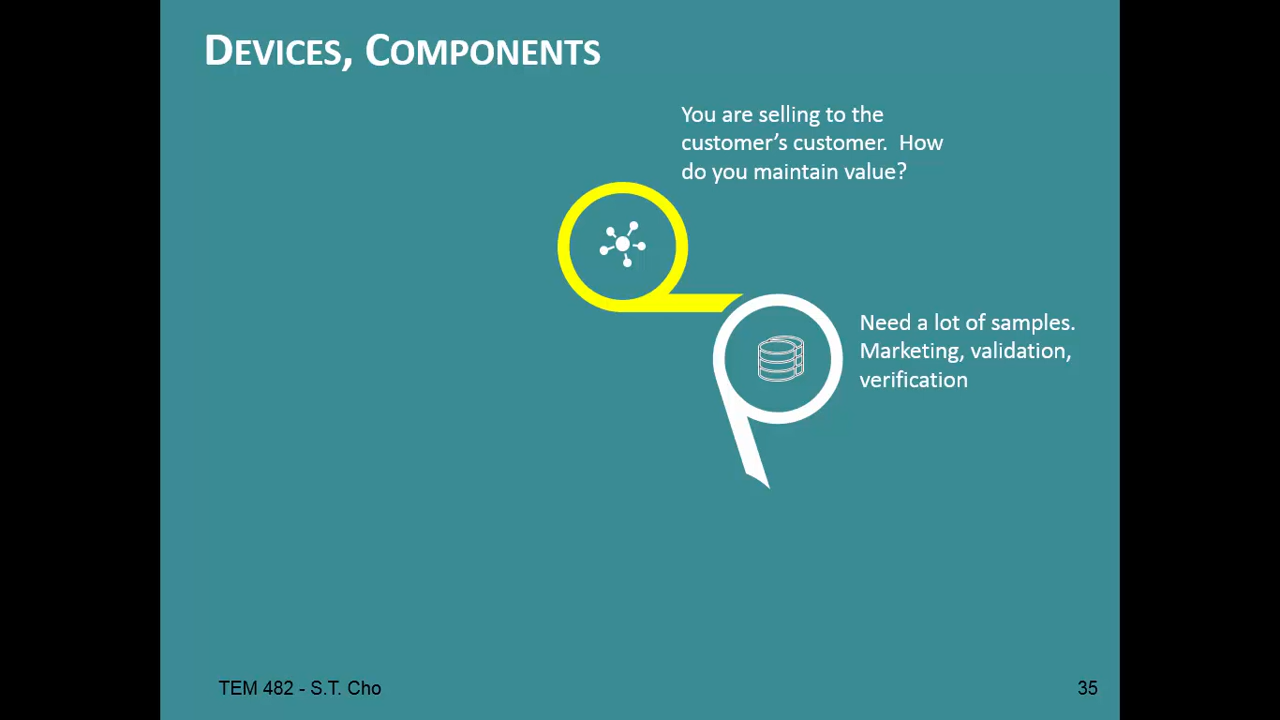 DEVICES, COMPONENTS
You are selling to the
customer’s customer.  How
do you maintain value?
Need a lot of samples.
Marketing, validation,
verification
TEM 482 - S.T. Cho
35